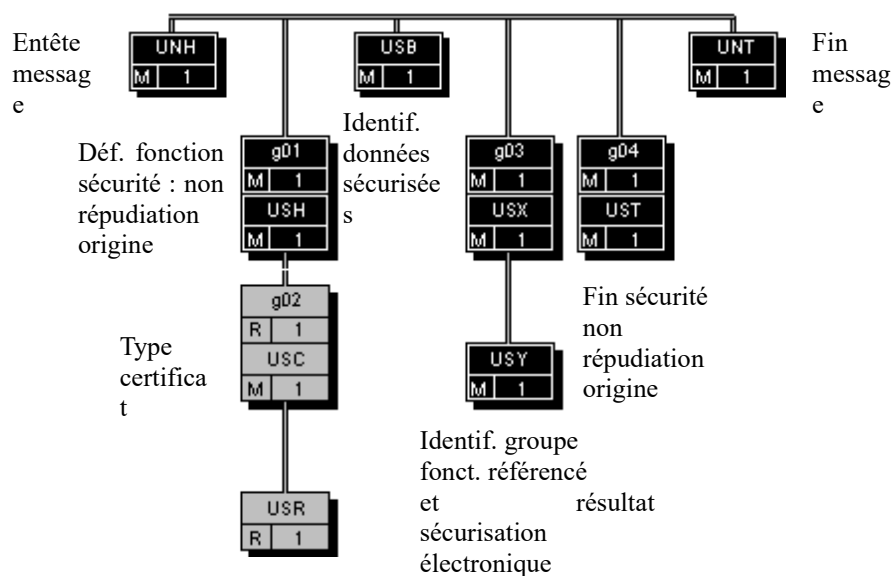 Entête
messag
e
UNH
M 1
USB
M 1
UNT
M 1
Fin
messag
e
Déf. fonction
sécurité : non
répudiation
origine
g01
M 1
USH
M 1
Identif.
données
sécurisée
s
g03
M 1
USX
M 1
g04
M 1
UST
M 1
g02
R 1
USC
M 1
Type
certifica
t
USY
M 1
Fin sécurité
non
répudiation
origine
Identif. groupe
fonct. référencé
et résultat
sécurisation
électronique
USR
R 1